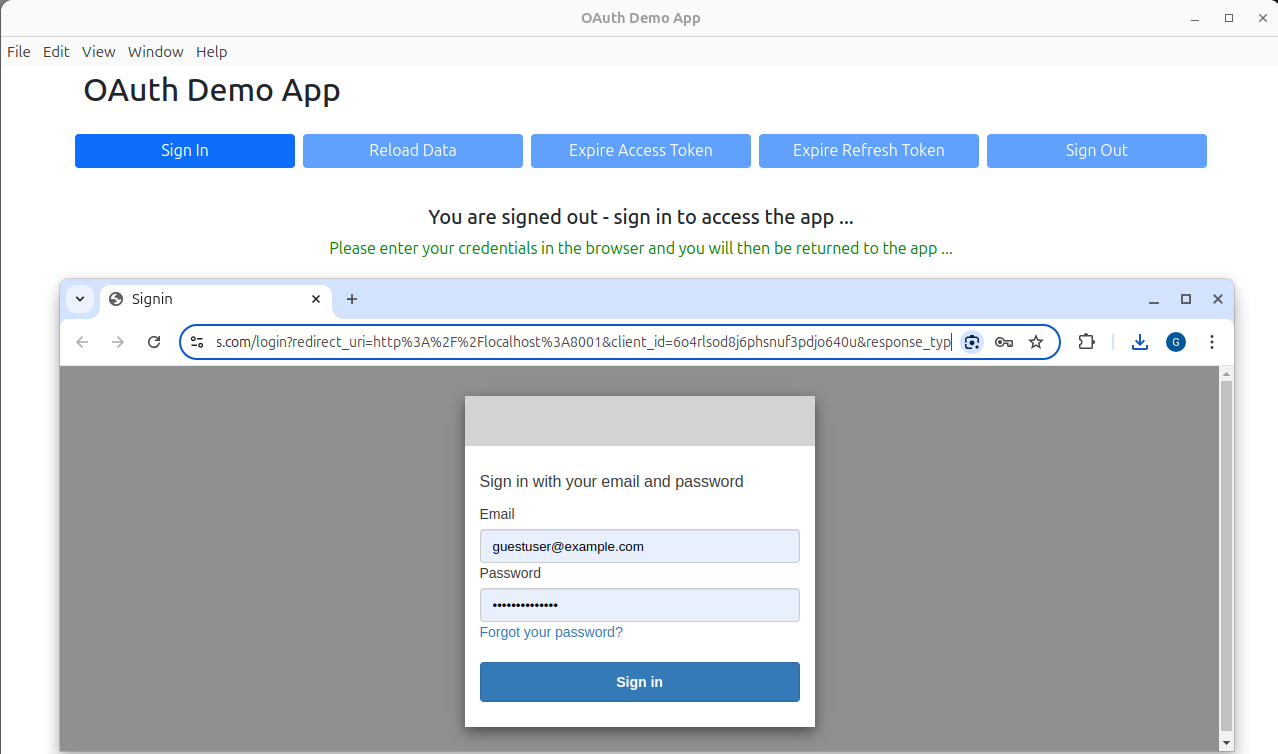 OAuth Demo App
File Edit View Window Help
OAuth Demo App
Sign In Reload Data Expire Access Token Expire Refresh Token Sign Out
You are signed out - sign in to access the app ...
Please enter your credentials in the browser and you will then be returned to the app ...
Signin
s.com/login?redirect_uri=http%3A%2F%2Flocalhost%3A8001&client_id=6o4rlsod8j6phsnuf3pdjo640u&response_typ
G
Sign in with your email and password
Email
guestuser@example.com
Password
••••••••••••••
Forgot your password?
Sign in